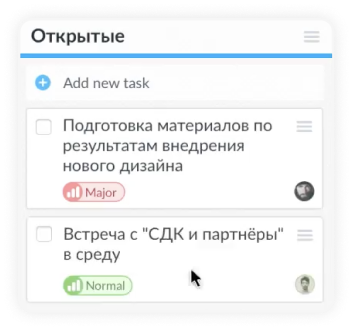 Открытые
Add new task
Подготовка материалов по
результатам внедрения
нового дизайна
Major
Встреча с "СДК и партнёры"
в среду
Normal